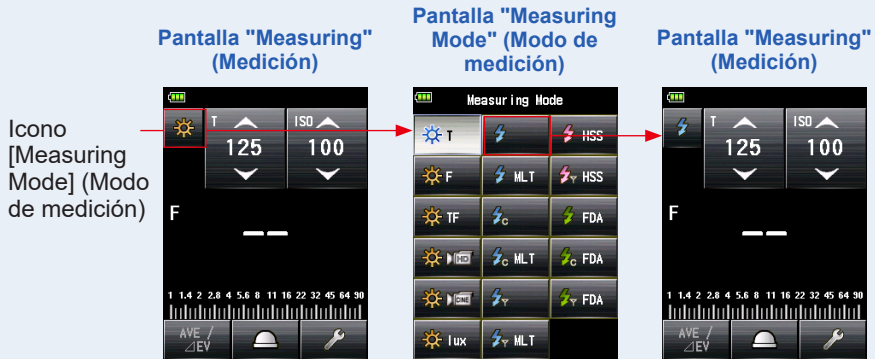 Pantalla "Measuring"
(Medición)
Pantalla "Measuring
Mode" (Modo de
medición)
Pantalla "Measuring"
(Medición)
Icono
[Measuring
Mode] (Modo
de medición)
T
ISO
125
100
F
1 1.4 2 2.8 4 5.6 8 11 16 22 32 45 64 90
AVE /
⊿EV
Measuring Mode
T
HSS
F
MLT
Y HSS
TF
C
FDA
HD
C MLT
C FDA
CINE
Y
Y FDA
lux
Y MLT
T
ISO
125
100
F
1 1.4 2 2.8 4 5.6 8 11 16 22 32 45 64 90
AVE /
⊿EV